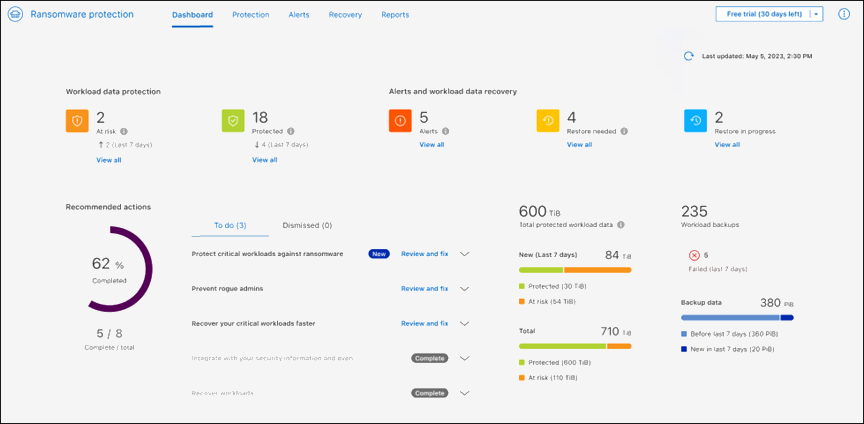 Ransomware protection
Dashboard
Protection
Alerts
Recovery
Reports
Free trial (30 days left)
Last updated: May 5, 2023, 2:30 PM
Workload data protection
2
At risk
↑ 2 (Last 7 days)
View all
18
Protected
↓ 4 (Last 7 days)
View all
Alerts and workload data recovery
5
Alerts
View all
4
Restore needed
View all
2
Restore in progress
View all
Recommended actions
62 %
Completed
5 / 8
Complete / total
To do (3)
Dismissed (0)
Protect critical workloads against ransomware New Review and fix
Prevent rogue admins Review and fix
Recover your critical workloads faster Review and fix
Integrate with your security information and even Complete
Recover workloads Complete
600 TiB
Total protected workload data
New (Last 7 days) 84 TiB
Protected (30 TiB)
At risk (54 TiB)
Total 710 TiB
Protected (600 TiB)
At risk (110 TiB)
235
Workload backups
5
Failed (last 7 days)
Backup data 380 PiB
Before last 7 days (360 PiB)
New in last 7 days (20 PiB)